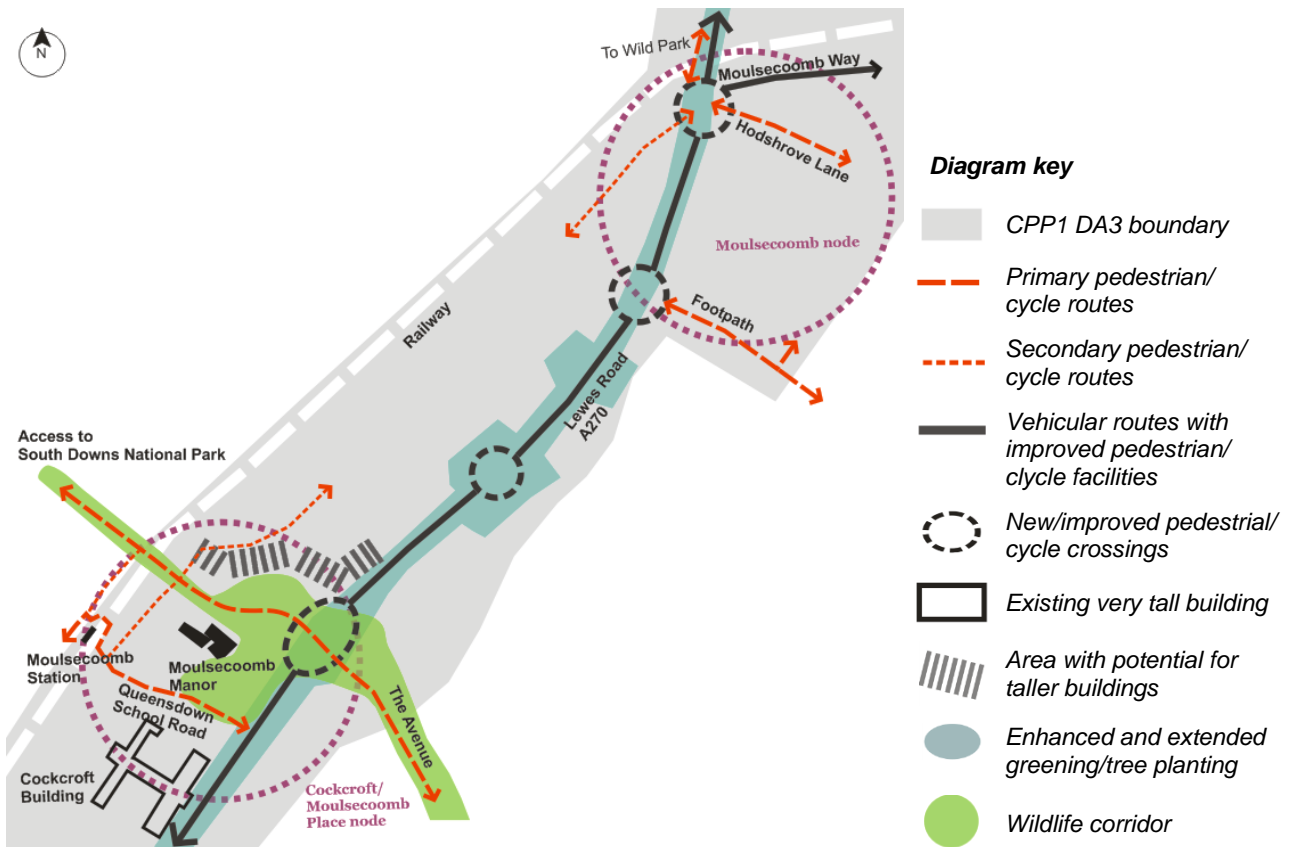 N
To Wild Park
Moulsecoomb Way
Hodshrove Lane
Moulsecoomb node
Footpath
Railway
Lewes Road
A270
Access to
South Downs National Park
Moulsecoomb
Station
Moulsecoomb
Manor
Queensdown
School Road
The Avenue
Cockcroft
Building
Cockcroft/
Moulsecoomb
Place node
Diagram key
CPP1 DA3 boundary
Primary pedestrian/
cycle routes
Secondary pedestrian/
cycle routes
Vehicular routes with
improved pedestrian/
clycle facilities
New/improved pedestrial/
cycle crossings
Existing very tall building
Area with potential for
taller buildings
Enhanced and extended
greening/tree planting
Wildlife corridor